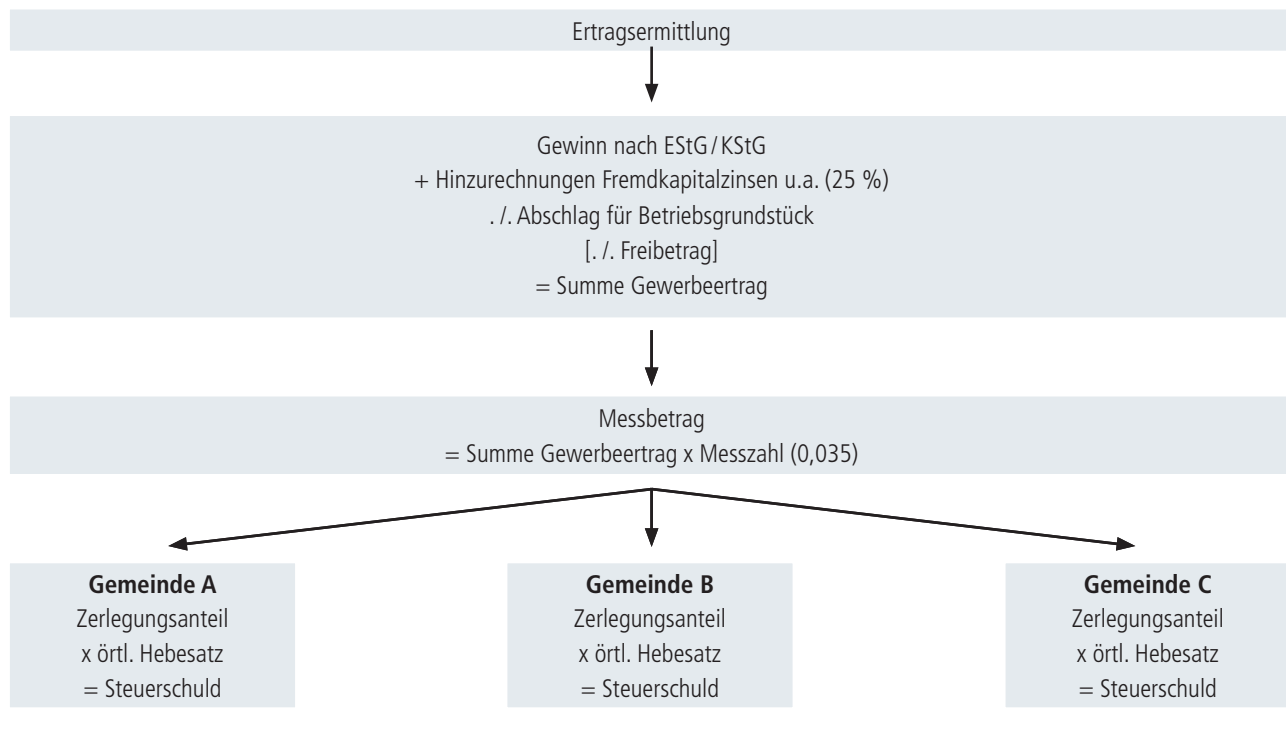 Ertragsermittlung
Gewinn nach EStG/KStG
+ Hinzurechnungen Fremdkapitalzinsen u.a. (25 %)
. /. Abschlag für Betriebsgrundstück
[. /. Freibetrag]
= Summe Gewerbeertrag
Messbetrag
= Summe Gewerbeertrag x Messzahl (0,035)
Gemeinde A
Zerlegungsanteil
x örtl. Hebesatz
= Steuerschuld
Gemeinde B
Zerlegungsanteil
x örtl. Hebesatz
= Steuerschuld
Gemeinde C
Zerlegungsanteil
x örtl. Hebesatz
= Steuerschuld